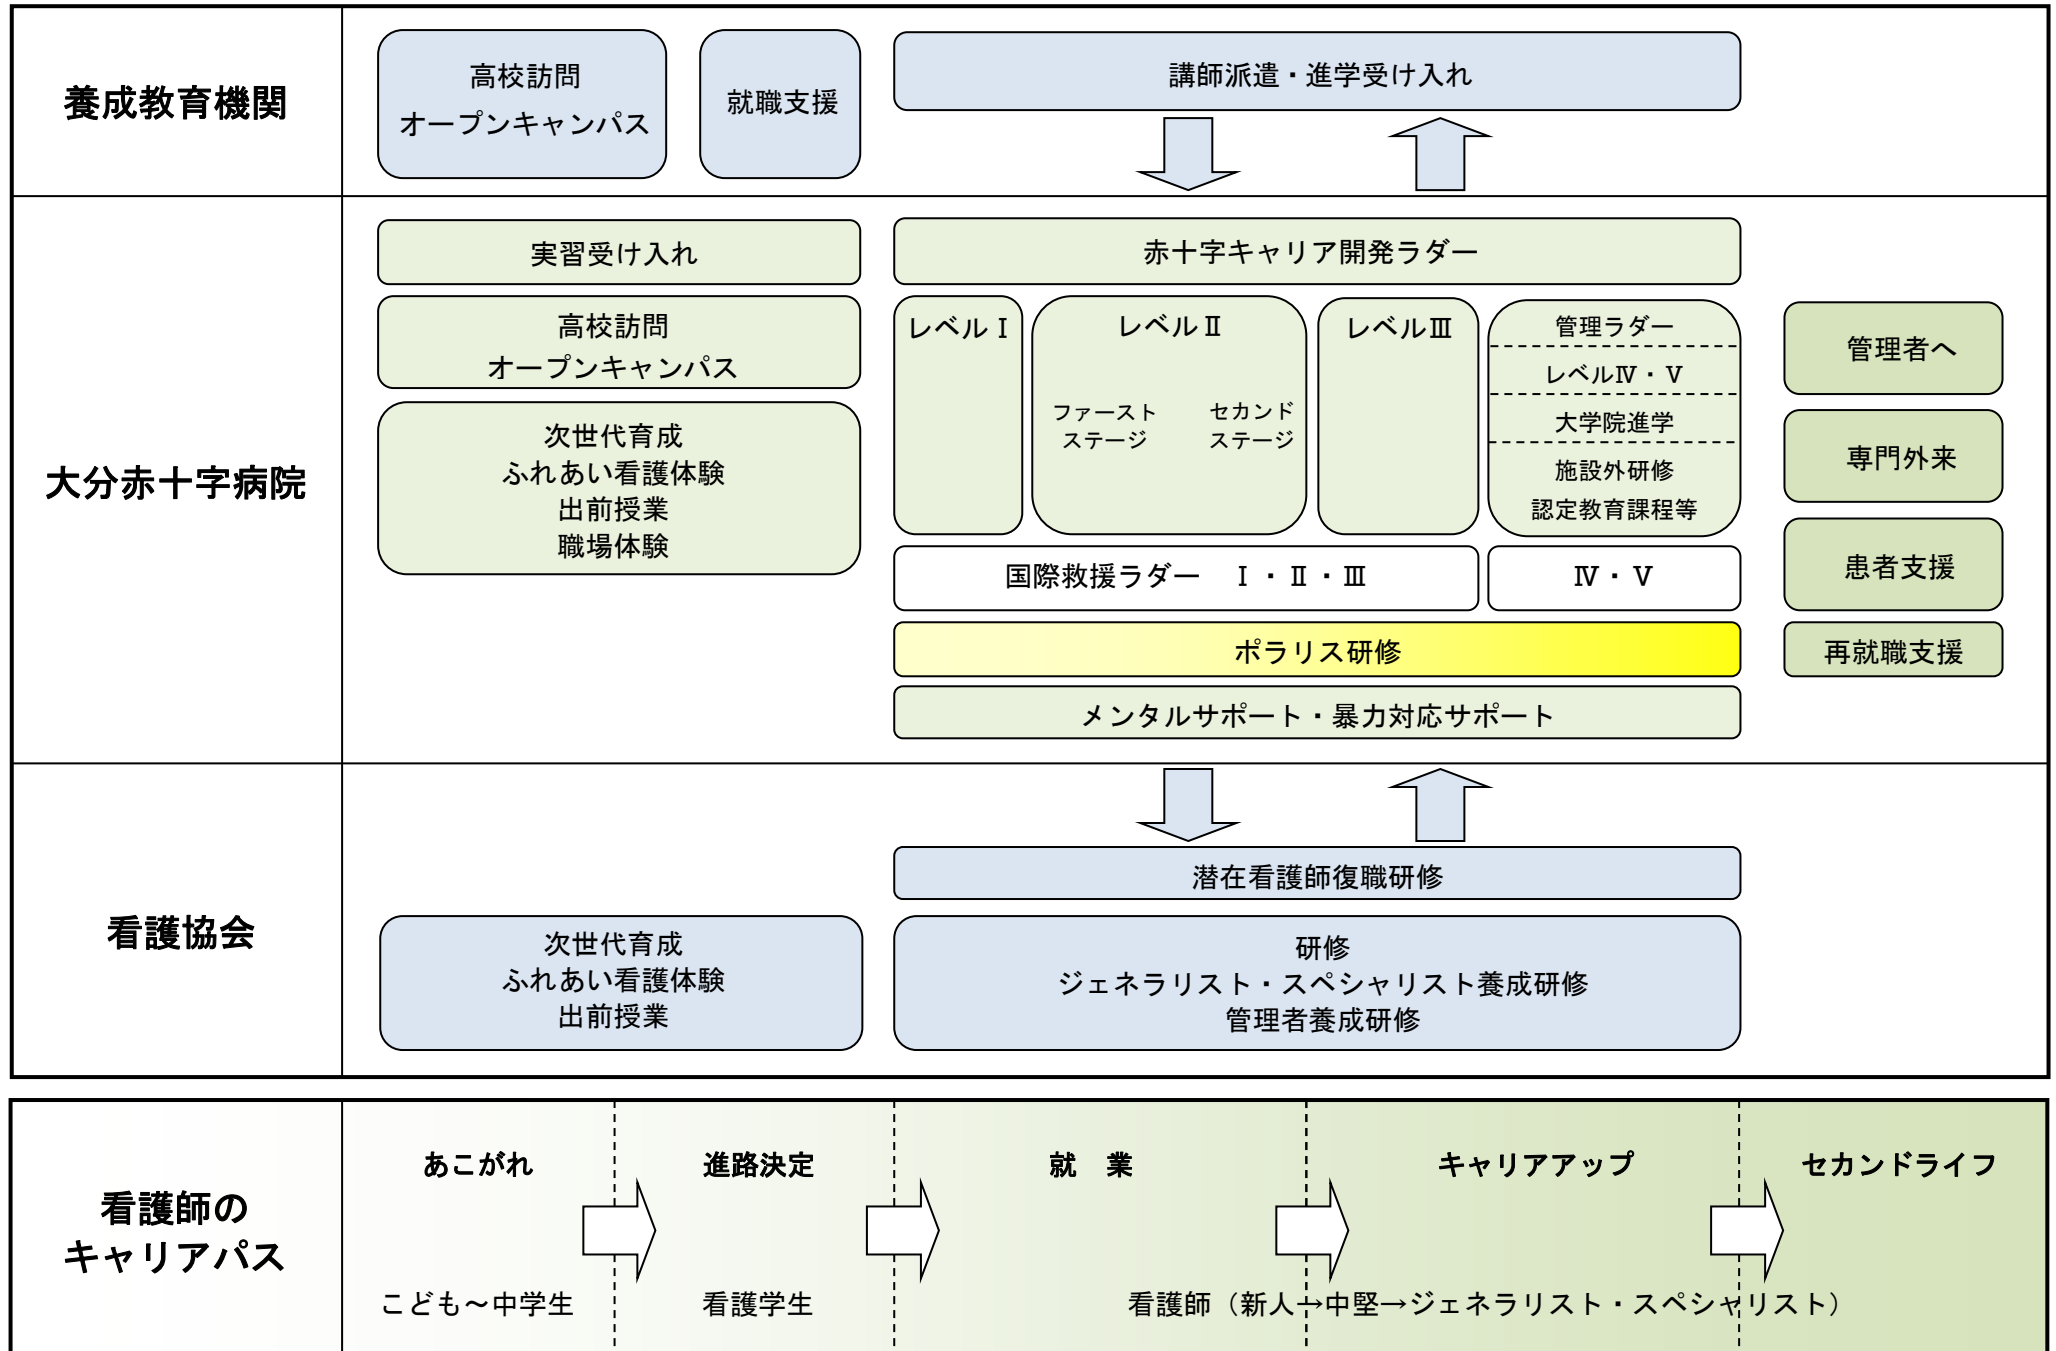 養成教育機関
高校訪問
オープンキャンパス
就職支援
講師派遣・進学受け入れ
大分赤十字病院
実習受け入れ
高校訪問
オープンキャンパス
次世代育成
ふれあい看護体験
出前授業
職場体験
赤十字キャリア開発ラダー
レベルⅠ
レベルⅡ
ファースト
ステージ
セカンド
ステージ
レベルⅢ
管理ラダー
レベルⅣ・Ⅴ
大学院進学
施設外研修
認定教育課程等
国際救援ラダー　Ⅰ・Ⅱ・Ⅲ
Ⅳ・Ⅴ
ポラリス研修
メンタルサポート・暴力対応サポート
管理者へ
専門外来
患者支援
再就職支援
看護協会
次世代育成
ふれあい看護体験
出前授業
潜在看護師復職研修
研修
ジェネラリスト・スペシャリスト養成研修
管理者養成研修
看護師の
キャリアパス
あこがれ
進路決定
就　業
キャリアアップ
セカンドライフ
こども～中学生
看護学生
看護師（新人→中堅→ジェネラリスト・スペシャリスト）